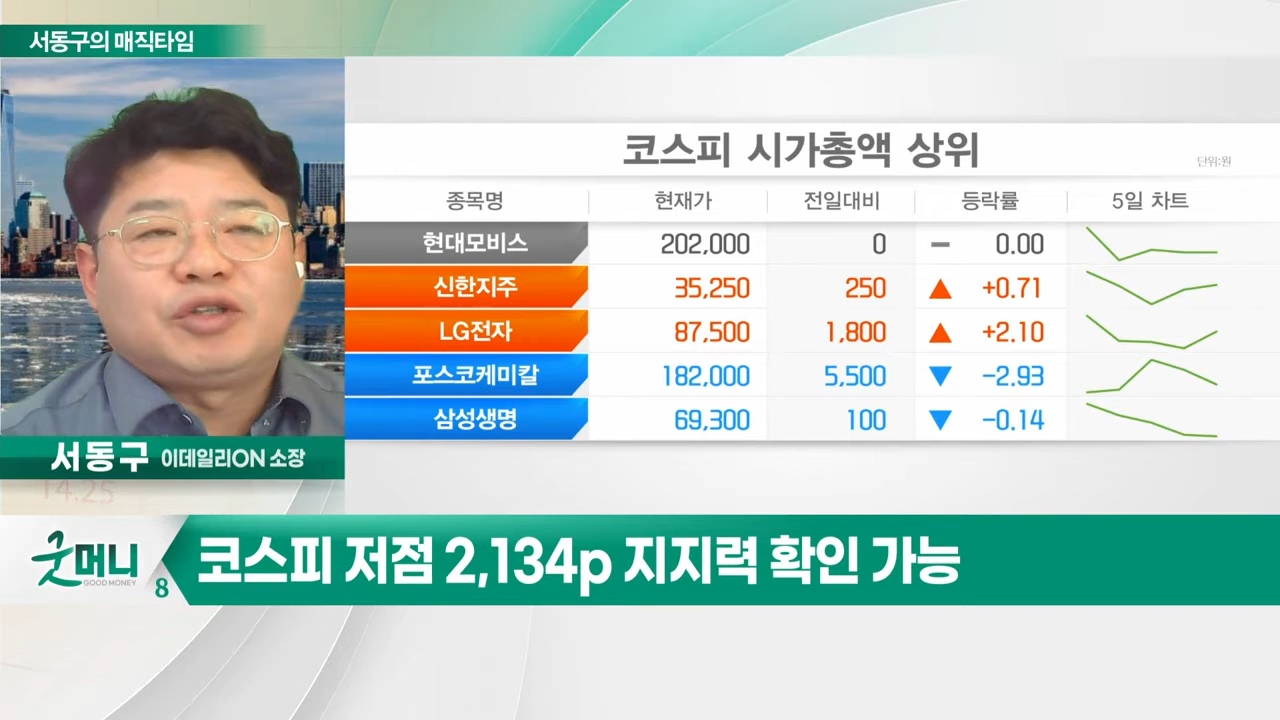 서동구의 매직타임
코스피 시가총액 상위
단위:원
종목명 현재가 전일대비 등락률 5일 차트
현대모비스 202,000 0 - 0.00
신한지주 35,250 250 ▲ +0.71
LG전자 87,500 1,800 ▲ +2.10
포스코케미칼 182,000 5,500 ▼ -2.93
삼성생명 69,300 100 ▼ -0.14
서동구 이데일리ON 소장
14.25
굿머니
GOOD MONEY
8
코스피 저점 2,134p 지지력 확인 가능